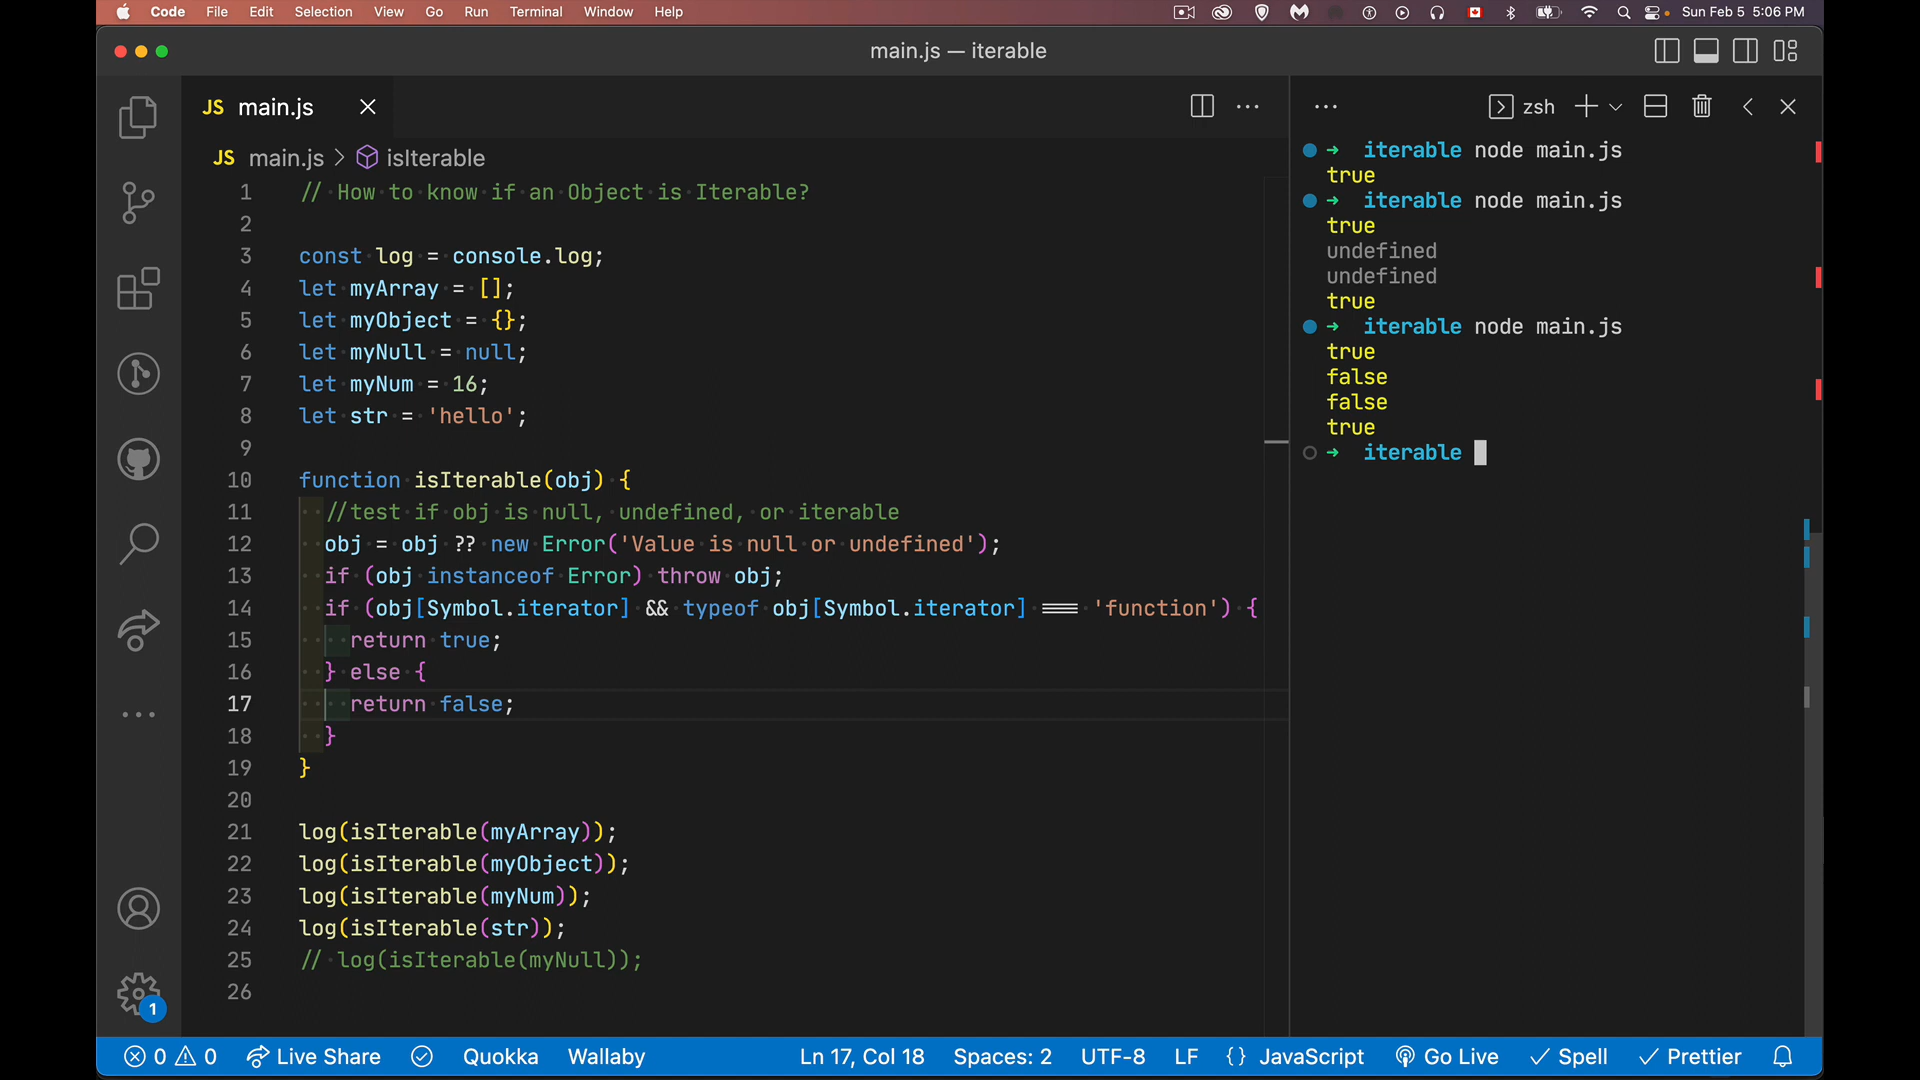 Code File Edit Selection View Go Run Terminal Window Help Sun Feb 5 5:06 PM
main.js — iterable
JS main.js
JS main.js > isIterable
1 // How to know if an Object is Iterable?
2
3 const log = console.log;
4 let myArray = [];
5 let myObject = {};
6 let myNull = null;
7 let myNum = 16;
8 let str = 'hello';
9
10 function isIterable(obj) {
11 //test if obj is null, undefined, or iterable
12 obj = obj ?? new Error('Value is null or undefined');
13 if (obj instanceof Error) throw obj;
14 if (obj[Symbol.iterator] && typeof obj[Symbol.iterator] === 'function') {
15 return true;
16 } else {
17 return false;
18 }
19 }
20
21 log(isIterable(myArray));
22 log(isIterable(myObject));
23 log(isIterable(myNum));
24 log(isIterable(str));
25 // log(isIterable(myNull));
26
zsh
➜ iterable node main.js
true
➜ iterable node main.js
true
undefined
undefined
true
➜ iterable node main.js
true
false
false
true
➜ iterable
1
0 0 Live Share Quokka Wallaby Ln 17, Col 18 Spaces: 2 UTF-8 LF {} JavaScript Go Live Spell Prettier